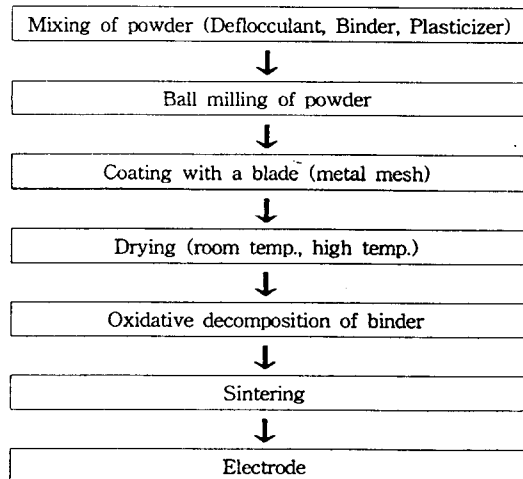 Mixing of powder (Deflocculant, Binder, Plasticizer)
Ball milling of powder
Coating with a blade (metal mesh)
Drying (room temp., high temp.)
Oxidative decomposition of binder
Sintering
Electrode